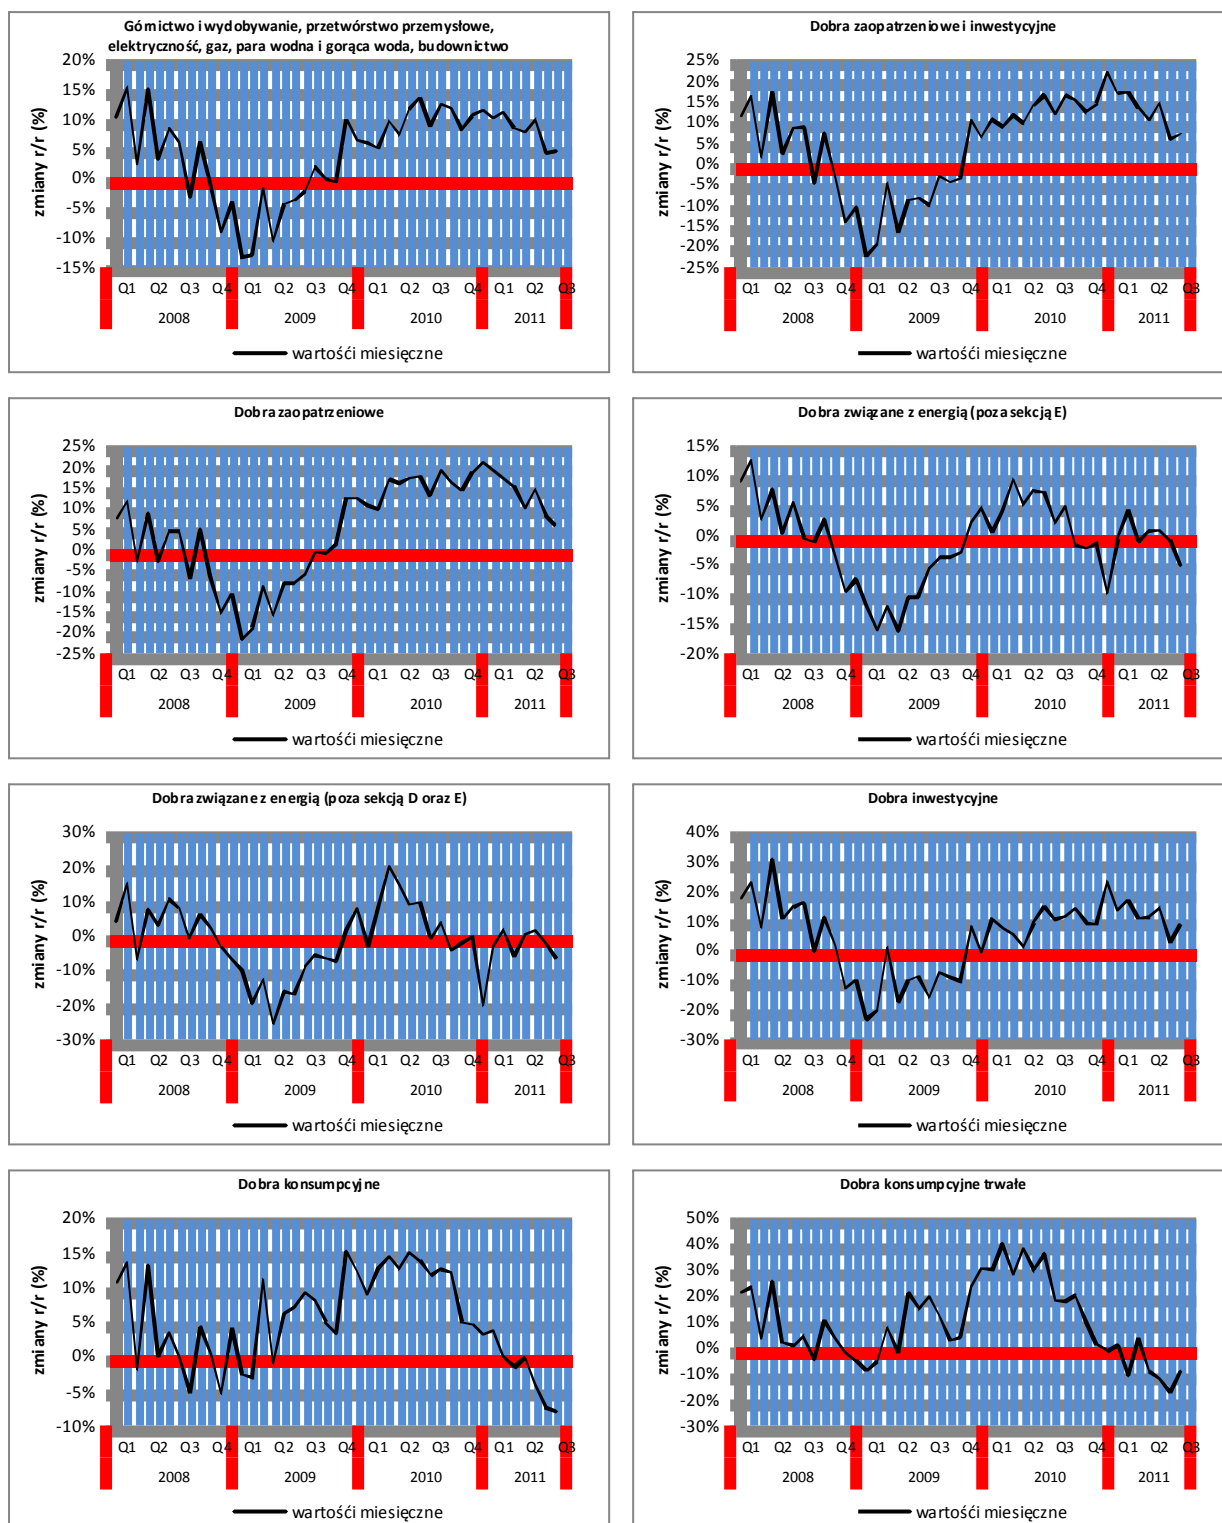 Górnictwo i wydobywanie, przetwórstwo przemysłowe,
elektryczność, gaz, para wodna i gorąca woda, budownictwo
zmiany r/r (%)
20%
15%
10%
5%
0%
-5%
-10%
-15%
Q1 Q2 Q3 Q4 Q1 Q2 Q3 Q4 Q1 Q2 Q3 Q4 Q1 Q2 Q3
2008 2009 2010 2011
wartośći miesięczne
Dobra zaopatrzeniowe i inwestycyjne
zmiany r/r (%)
25%
20%
15%
10%
5%
0%
-5%
-10%
-15%
-20%
-25%
Q1 Q2 Q3 Q4 Q1 Q2 Q3 Q4 Q1 Q2 Q3 Q4 Q1 Q2 Q3
2008 2009 2010 2011
wartośći miesięczne
Dobra zaopatrzeniowe
zmiany r/r (%)
25%
20%
15%
10%
5%
0%
-5%
-10%
-15%
-20%
-25%
Q1 Q2 Q3 Q4 Q1 Q2 Q3 Q4 Q1 Q2 Q3 Q4 Q1 Q2 Q3
2008 2009 2010 2011
wartośći miesięczne
Dobra związane z energią (poza sekcją E)
zmiany r/r (%)
15%
10%
5%
0%
-5%
-10%
-15%
-20%
Q1 Q2 Q3 Q4 Q1 Q2 Q3 Q4 Q1 Q2 Q3 Q4 Q1 Q2 Q3
2008 2009 2010 2011
wartośći miesięczne
Dobra związane z energią (poza sekcją D oraz E)
zmiany r/r (%)
30%
20%
10%
0%
-10%
-20%
-30%
Q1 Q2 Q3 Q4 Q1 Q2 Q3 Q4 Q1 Q2 Q3 Q4 Q1 Q2 Q3
2008 2009 2010 2011
wartośći miesięczne
Dobra inwestycyjne
zmiany r/r (%)
40%
30%
20%
10%
0%
-10%
-20%
-30%
Q1 Q2 Q3 Q4 Q1 Q2 Q3 Q4 Q1 Q2 Q3 Q4 Q1 Q2 Q3
2008 2009 2010 2011
wartośći miesięczne
Dobra konsumpcyjne
zmiany r/r (%)
20%
15%
10%
5%
0%
-5%
-10%
Q1 Q2 Q3 Q4 Q1 Q2 Q3 Q4 Q1 Q2 Q3 Q4 Q1 Q2 Q3
2008 2009 2010 2011
wartośći miesięczne
Dobra konsumpcyjne trwałe
zmiany r/r (%)
50%
40%
30%
20%
10%
0%
-10%
-20%
-30%
Q1 Q2 Q3 Q4 Q1 Q2 Q3 Q4 Q1 Q2 Q3 Q4 Q1 Q2 Q3
2008 2009 2010 2011
wartośći miesięczne